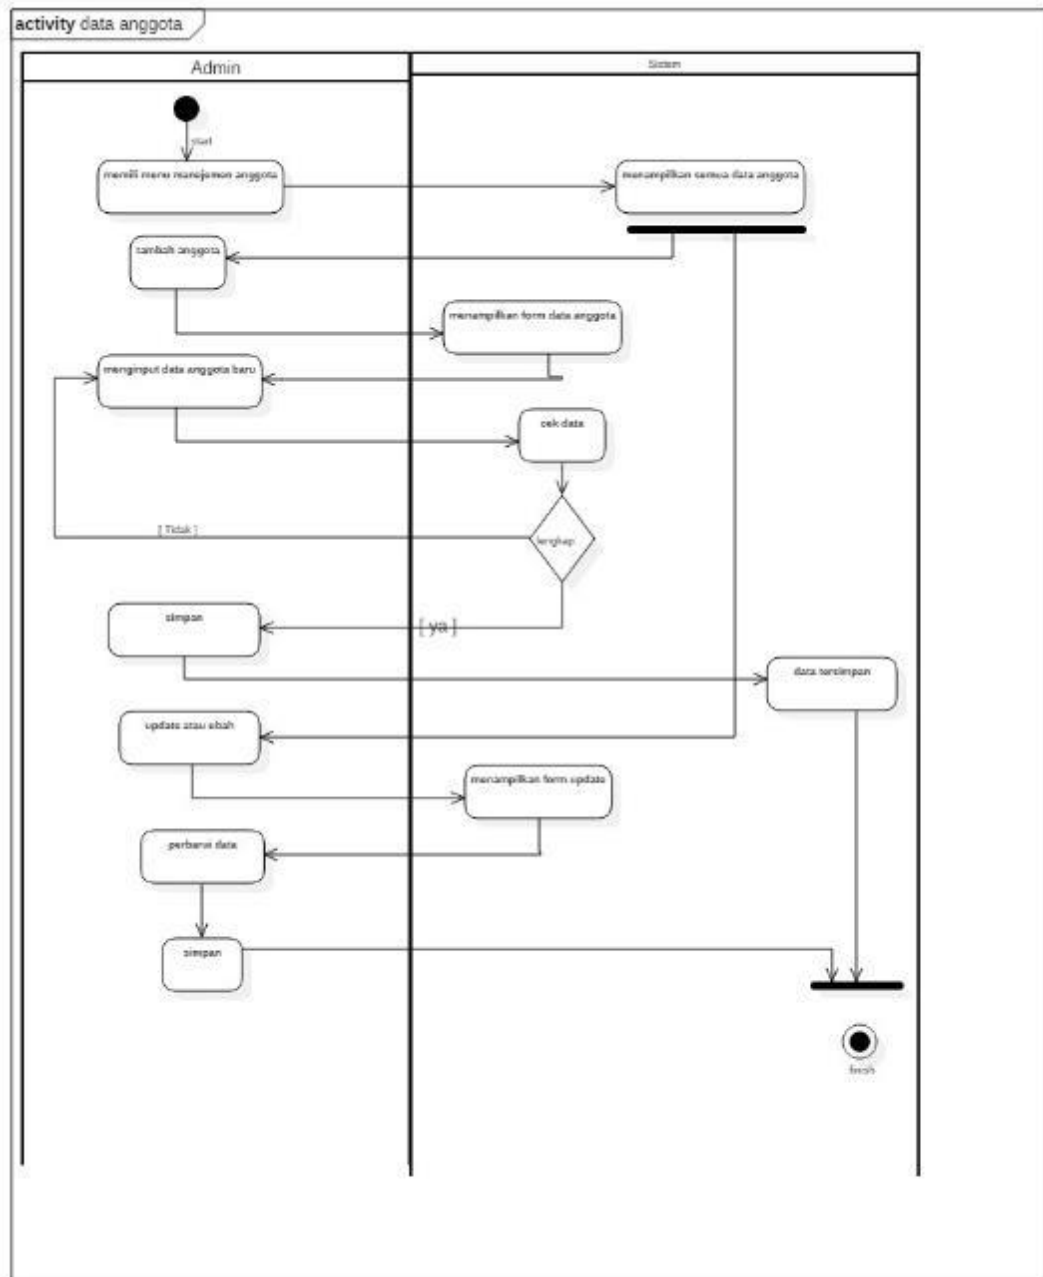 activity data anggota
Admin
Sistem
start
memili menu manejemen anggota
menampilkan semua data anggota
tambah anggota
menampilkan form data anggota
menginput data anggota baru
cek data
[ Tidak ]
lengkap
simpan
[ ya ]
data tersimpan
update atau ubah
menampilkan form update
perbarui data
simpan
finish